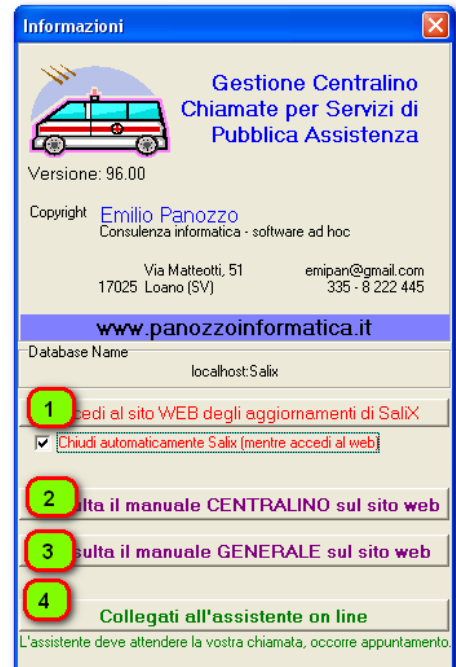 Informazioni
Gestione Centralino
Chiamate per Servizi di
Pubblica Assistenza
Versione: 96.00
Copyright Emilio Panozzo
Consulenza informatica - software ad hoc
Via Matteotti, 51 emipan@gmail.com
17025 Loano (SV) 335 - 8 222 445
www.panozzoinformatica.it
Database Name
localhost:Salix
1 cedi al sito WEB degli aggiornamenti di SaliX
Chiudi automaticamente Salix (mentre accedi al web)
2 ulta il manuale CENTRALINO sul sito web
3 sulta il manuale GENERALE sul sito web
4
Collegati all'assistente on line
L'assistente deve attendere la vostra chiamata, occorre appuntamento.